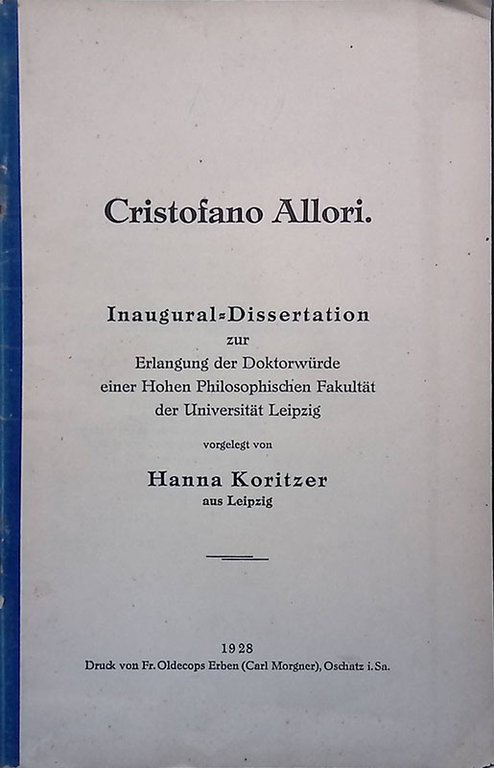 Cristofano Allori.
Inaugural=Dissertation
zur
Erlangung der Doktorwürde
einer Hohen Philosophischen Fakultät
der Universität Leipzig
vorgelegt von
Hanna Koritzer
aus Leipzig
1928
Druck von Fr. Oldecops Erben (Carl Morgner), Oschatz i. Sa.